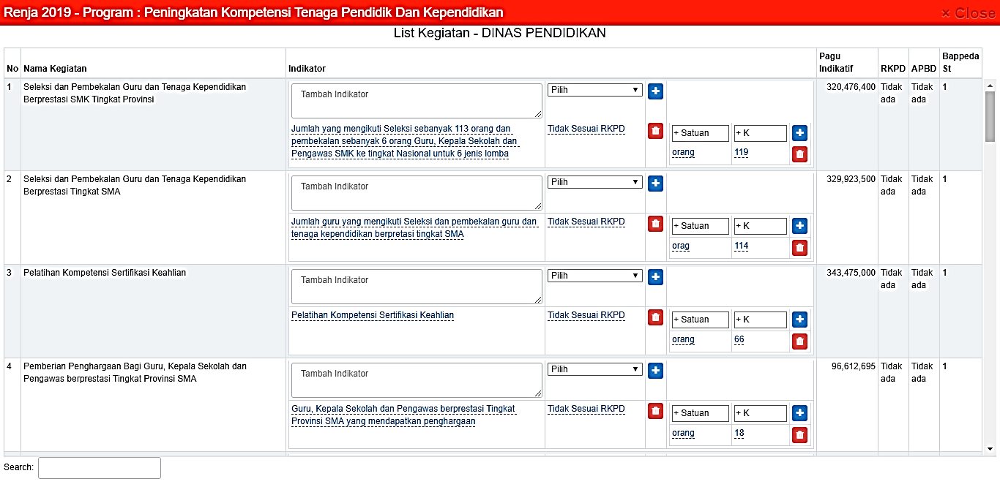 Renja 2019 - Program : Peningkatan Kompetensi Tenaga Pendidik Dan Kependidikan
× Close
List Kegiatan - DINAS PENDIDIKAN
No Nama Kegiatan Indikator Pagu Indikatif RKPD APBD Bappeda St
1 Seleksi dan Pembekalan Guru dan Tenaga Kependidikan
Berprestasi SMK Tingkat Provinsi
Tambah Indikator
Pilih
Jumlah yang mengikuti Seleksi sebanyak 113 orang dan
pembekalan sebanyak 6 orang Guru, Kepala Sekolah dan
Pengawas SMK ke tingkat Nasional untuk 6 jenis lomba
Tidak Sesuai RKPD
+ Satuan + K
orang 119
320,476,400
Tidak
ada
Tidak
ada
1
2 Seleksi dan Pembekalan Guru dan Tenaga Kependidikan
Berprestasi Tingkat SMA
Tambah Indikator
Pilih
Jumlah guru yang mengikuti Seleksi dan pembekalan guru dan
tenaga kependidikan berpretasi tingkat SMA
Tidak Sesuai RKPD
+ Satuan + K
orag 114
329,923,500
Tidak
ada
Tidak
ada
1
3 Pelatihan Kompetensi Sertifikasi Keahlian
Tambah Indikator
Pilih
Pelatihan Kompetensi Sertifikasi Keahlian
Tidak Sesuai RKPD
+ Satuan + K
orang 66
343,475,000
Tidak
ada
Tidak
ada
1
4 Pemberian Penghargaan Bagi Guru, Kepala Sekolah dan
Pengawas berprestasi Tingkat Provinsi SMA
Tambah Indikator
Pilih
Guru, Kepala Sekolah dan Pengawas berprestasi Tingkat
Provinsi SMA yang mendapatkan penghargaan
Tidak Sesuai RKPD
+ Satuan + K
orang 18
96,612,695
Tidak
ada
Tidak
ada
1
Search: